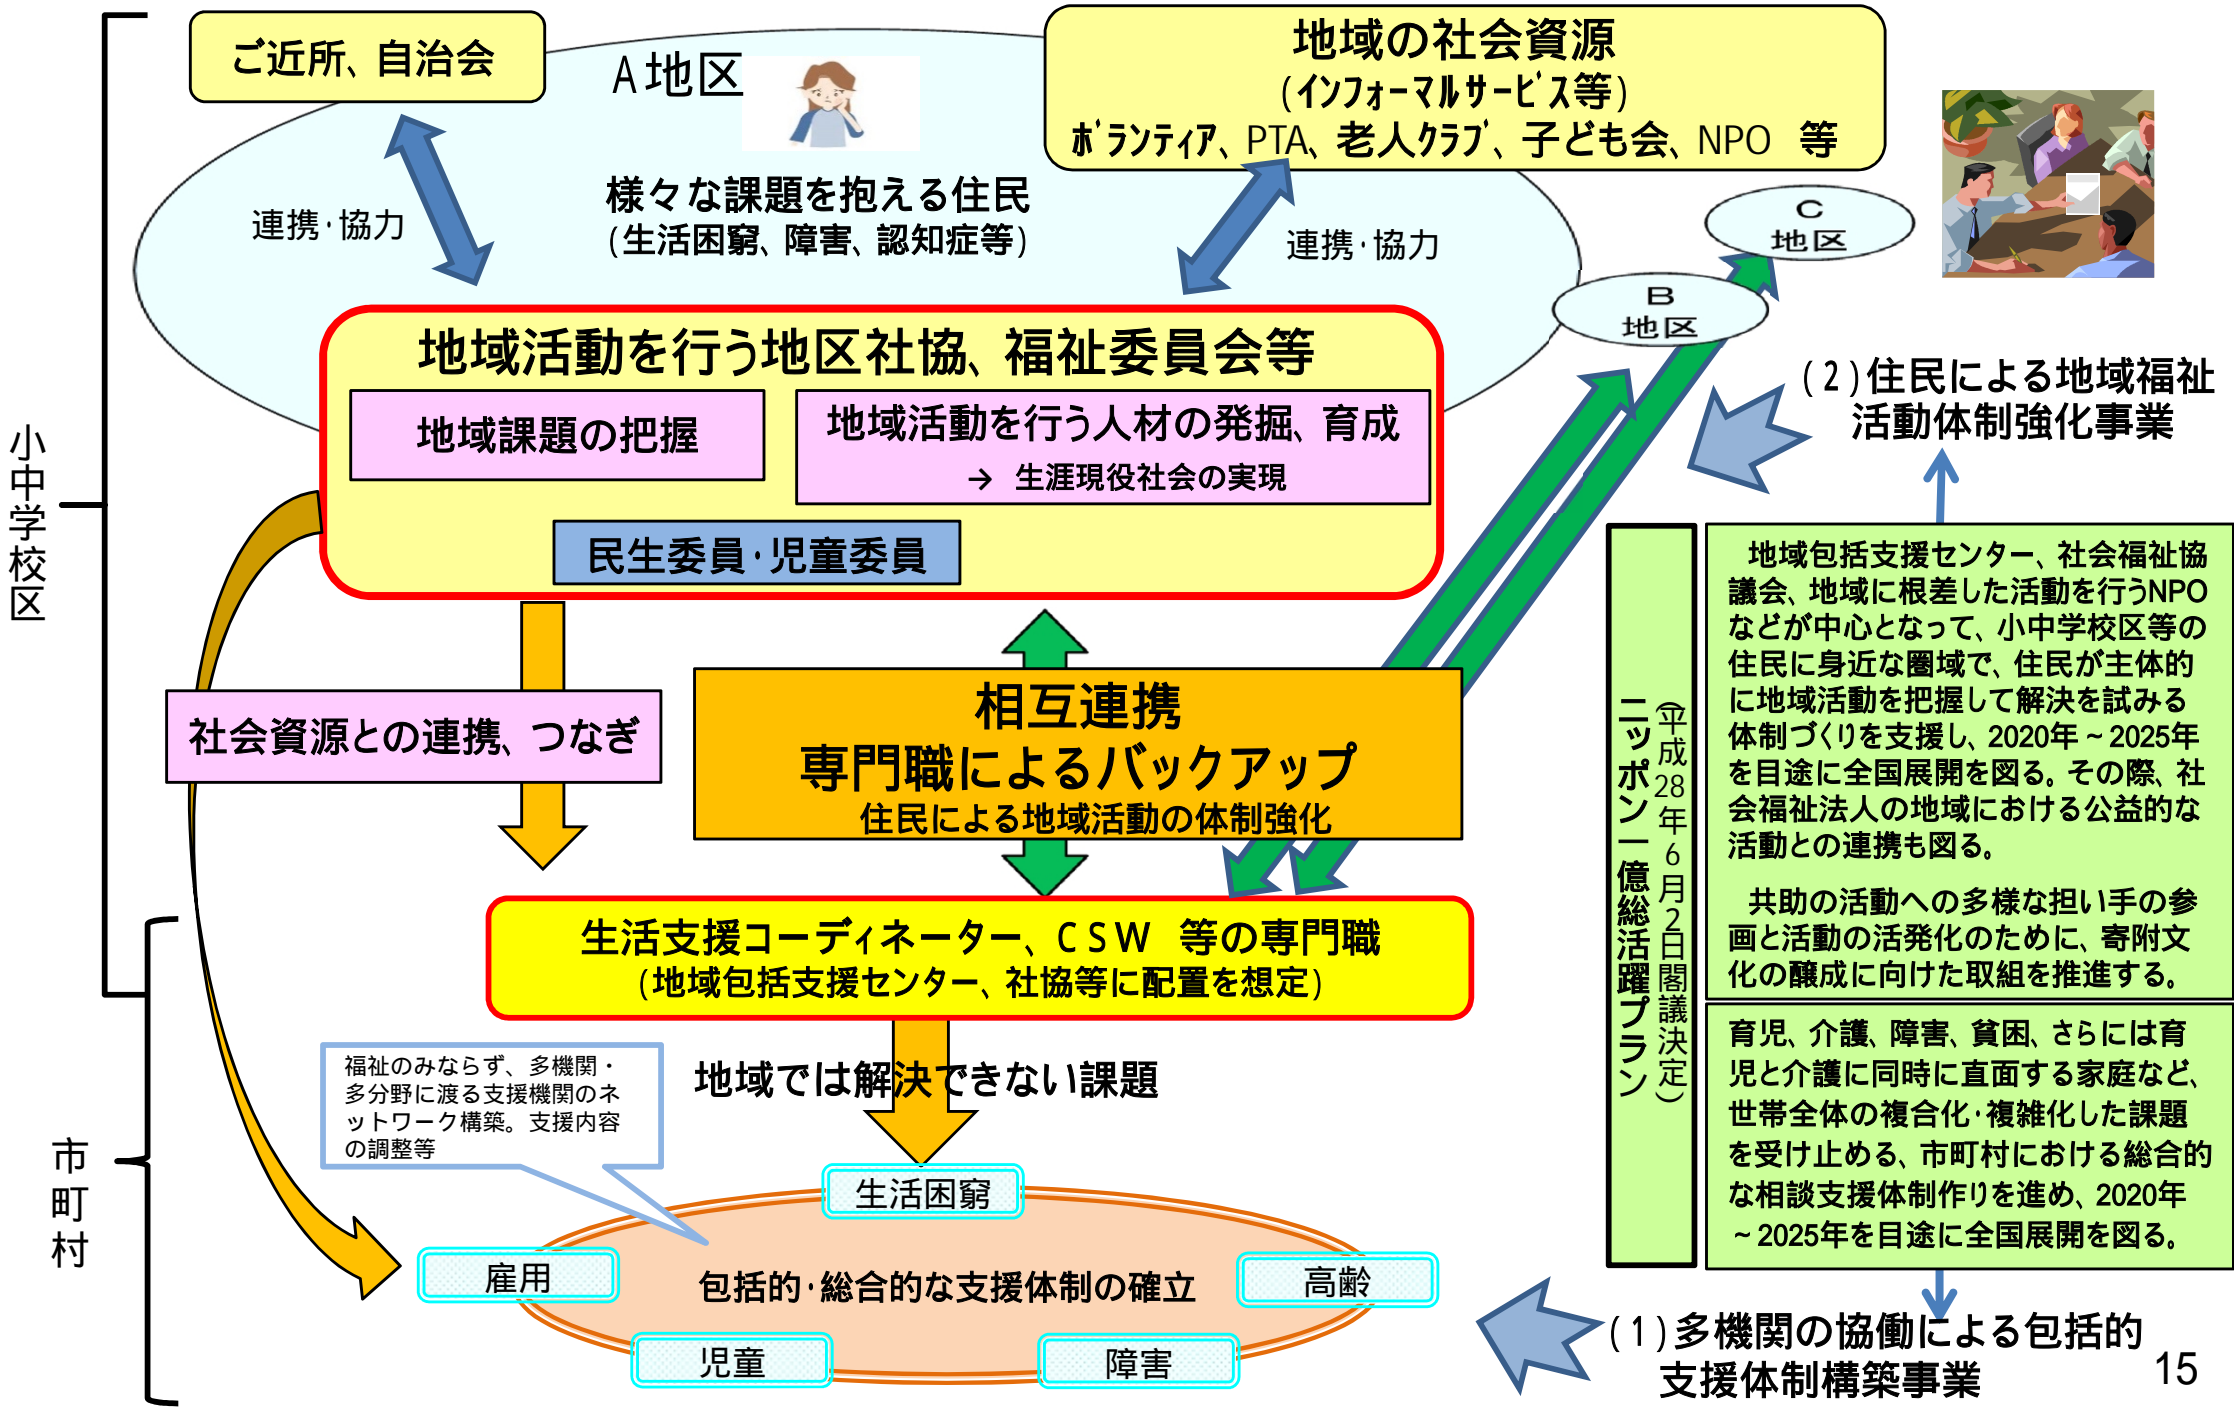 ご近所、自治会
A地区
地域の社会資源
(インフォーマルサービス等)
ボランティア、PTA、老人クラブ、子ども会、NPO 等
様々な課題を抱える住民
(生活困窮、障害、認知症等)
連携・協力
連携・協力
C
地区
B
地区
地域活動を行う地区社協、福祉委員会等
地域課題の把握
地域活動を行う人材の発掘、育成
→ 生涯現役社会の実現
民生委員・児童委員
(2)住民による地域福祉
活動体制強化事業
小中学校区
社会資源との連携、つなぎ
相互連携
専門職によるバックアップ
住民による地域活動の体制強化
生活支援コーディネーター、CSW 等の専門職
(地域包括支援センター、社協等に配置を想定)
ニッポン一億総活躍プラン
(平成28年6月2日閣議決定)
地域包括支援センター、社会福祉協
議会、地域に根差した活動を行うNPO
などが中心となって、小中学校区等の
住民に身近な圏域で、住民が主体的
に地域活動を把握して解決を試みる
体制づくりを支援し、2020年~2025年
を目途に全国展開を図る。その際、社
会福祉法人の地域における公益的な
活動との連携も図る。
共助の活動への多様な担い手の参
画と活動の活発化のために、寄附文
化の醸成に向けた取組を推進する。
育児、介護、障害、貧困、さらには育
児と介護に同時に直面する家庭など、
世帯全体の複合化・複雑化した課題
を受け止める、市町村における総合的
な相談支援体制作りを進め、2020年
~2025年を目途に全国展開を図る。
市町村
福祉のみならず、多機関・
多分野に渡る支援機関のネ
ットワーク構築。支援内容
の調整等
地域では解決できない課題
生活困窮
雇用
包括的・総合的な支援体制の確立
高齢
児童
障害
(1)多機関の協働による包括的
支援体制構築事業
15